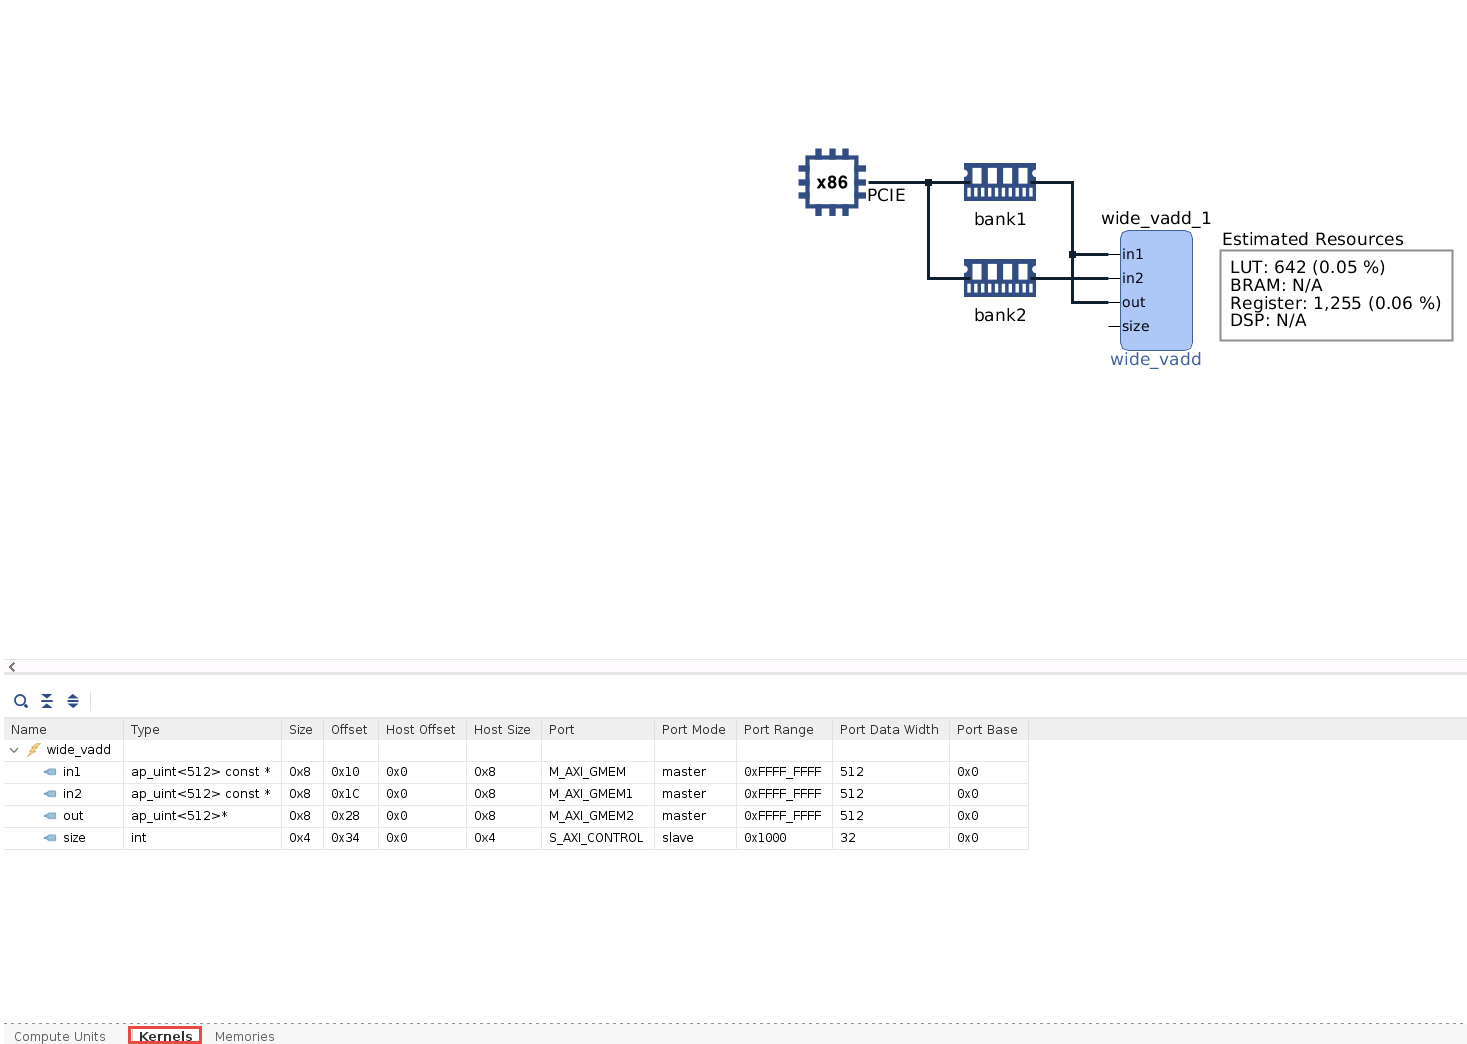 x86
PCIE
bank1
bank2
wide_vadd_1
in1
in2
out
size
wide_vadd
Estimated Resources
LUT: 642 (0.05 %)
BRAM: N/A
Register: 1,255 (0.06 %)
DSP: N/A
Name Type Size Offset Host Offset Host Size Port Port Mode Port Range Port Data Width Port Base
wide_vadd
in1 ap_uint<512> const * 0x8 0x10 0x0 0x8 M_AXI_GMEM master 0xFFFF_FFFF 512 0x0
in2 ap_uint<512> const * 0x8 0x1C 0x0 0x8 M_AXI_GMEM1 master 0xFFFF_FFFF 512 0x0
out ap_uint<512>* 0x8 0x28 0x0 0x8 M_AXI_GMEM2 master 0xFFFF_FFFF 512 0x0
size int 0x4 0x34 0x0 0x4 S_AXI_CONTROL slave 0x1000 32 0x0
Compute Units Kernels Memories